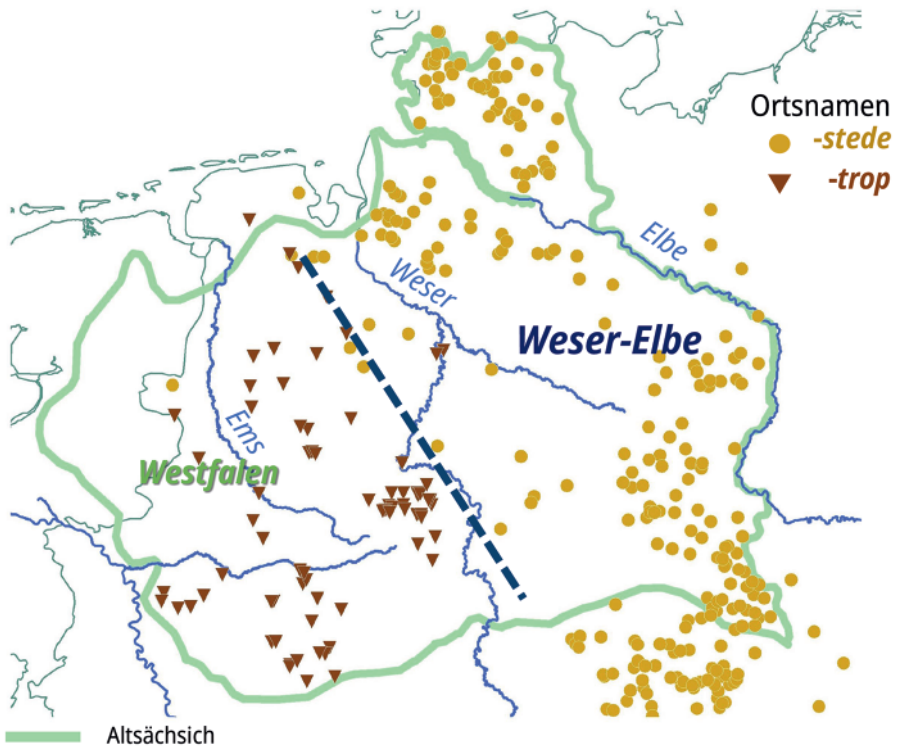 Ortsnamen
-stede
-trop
Elbe
Weser
Weser-Elbe
Ems
Westfalen
Altsächsich